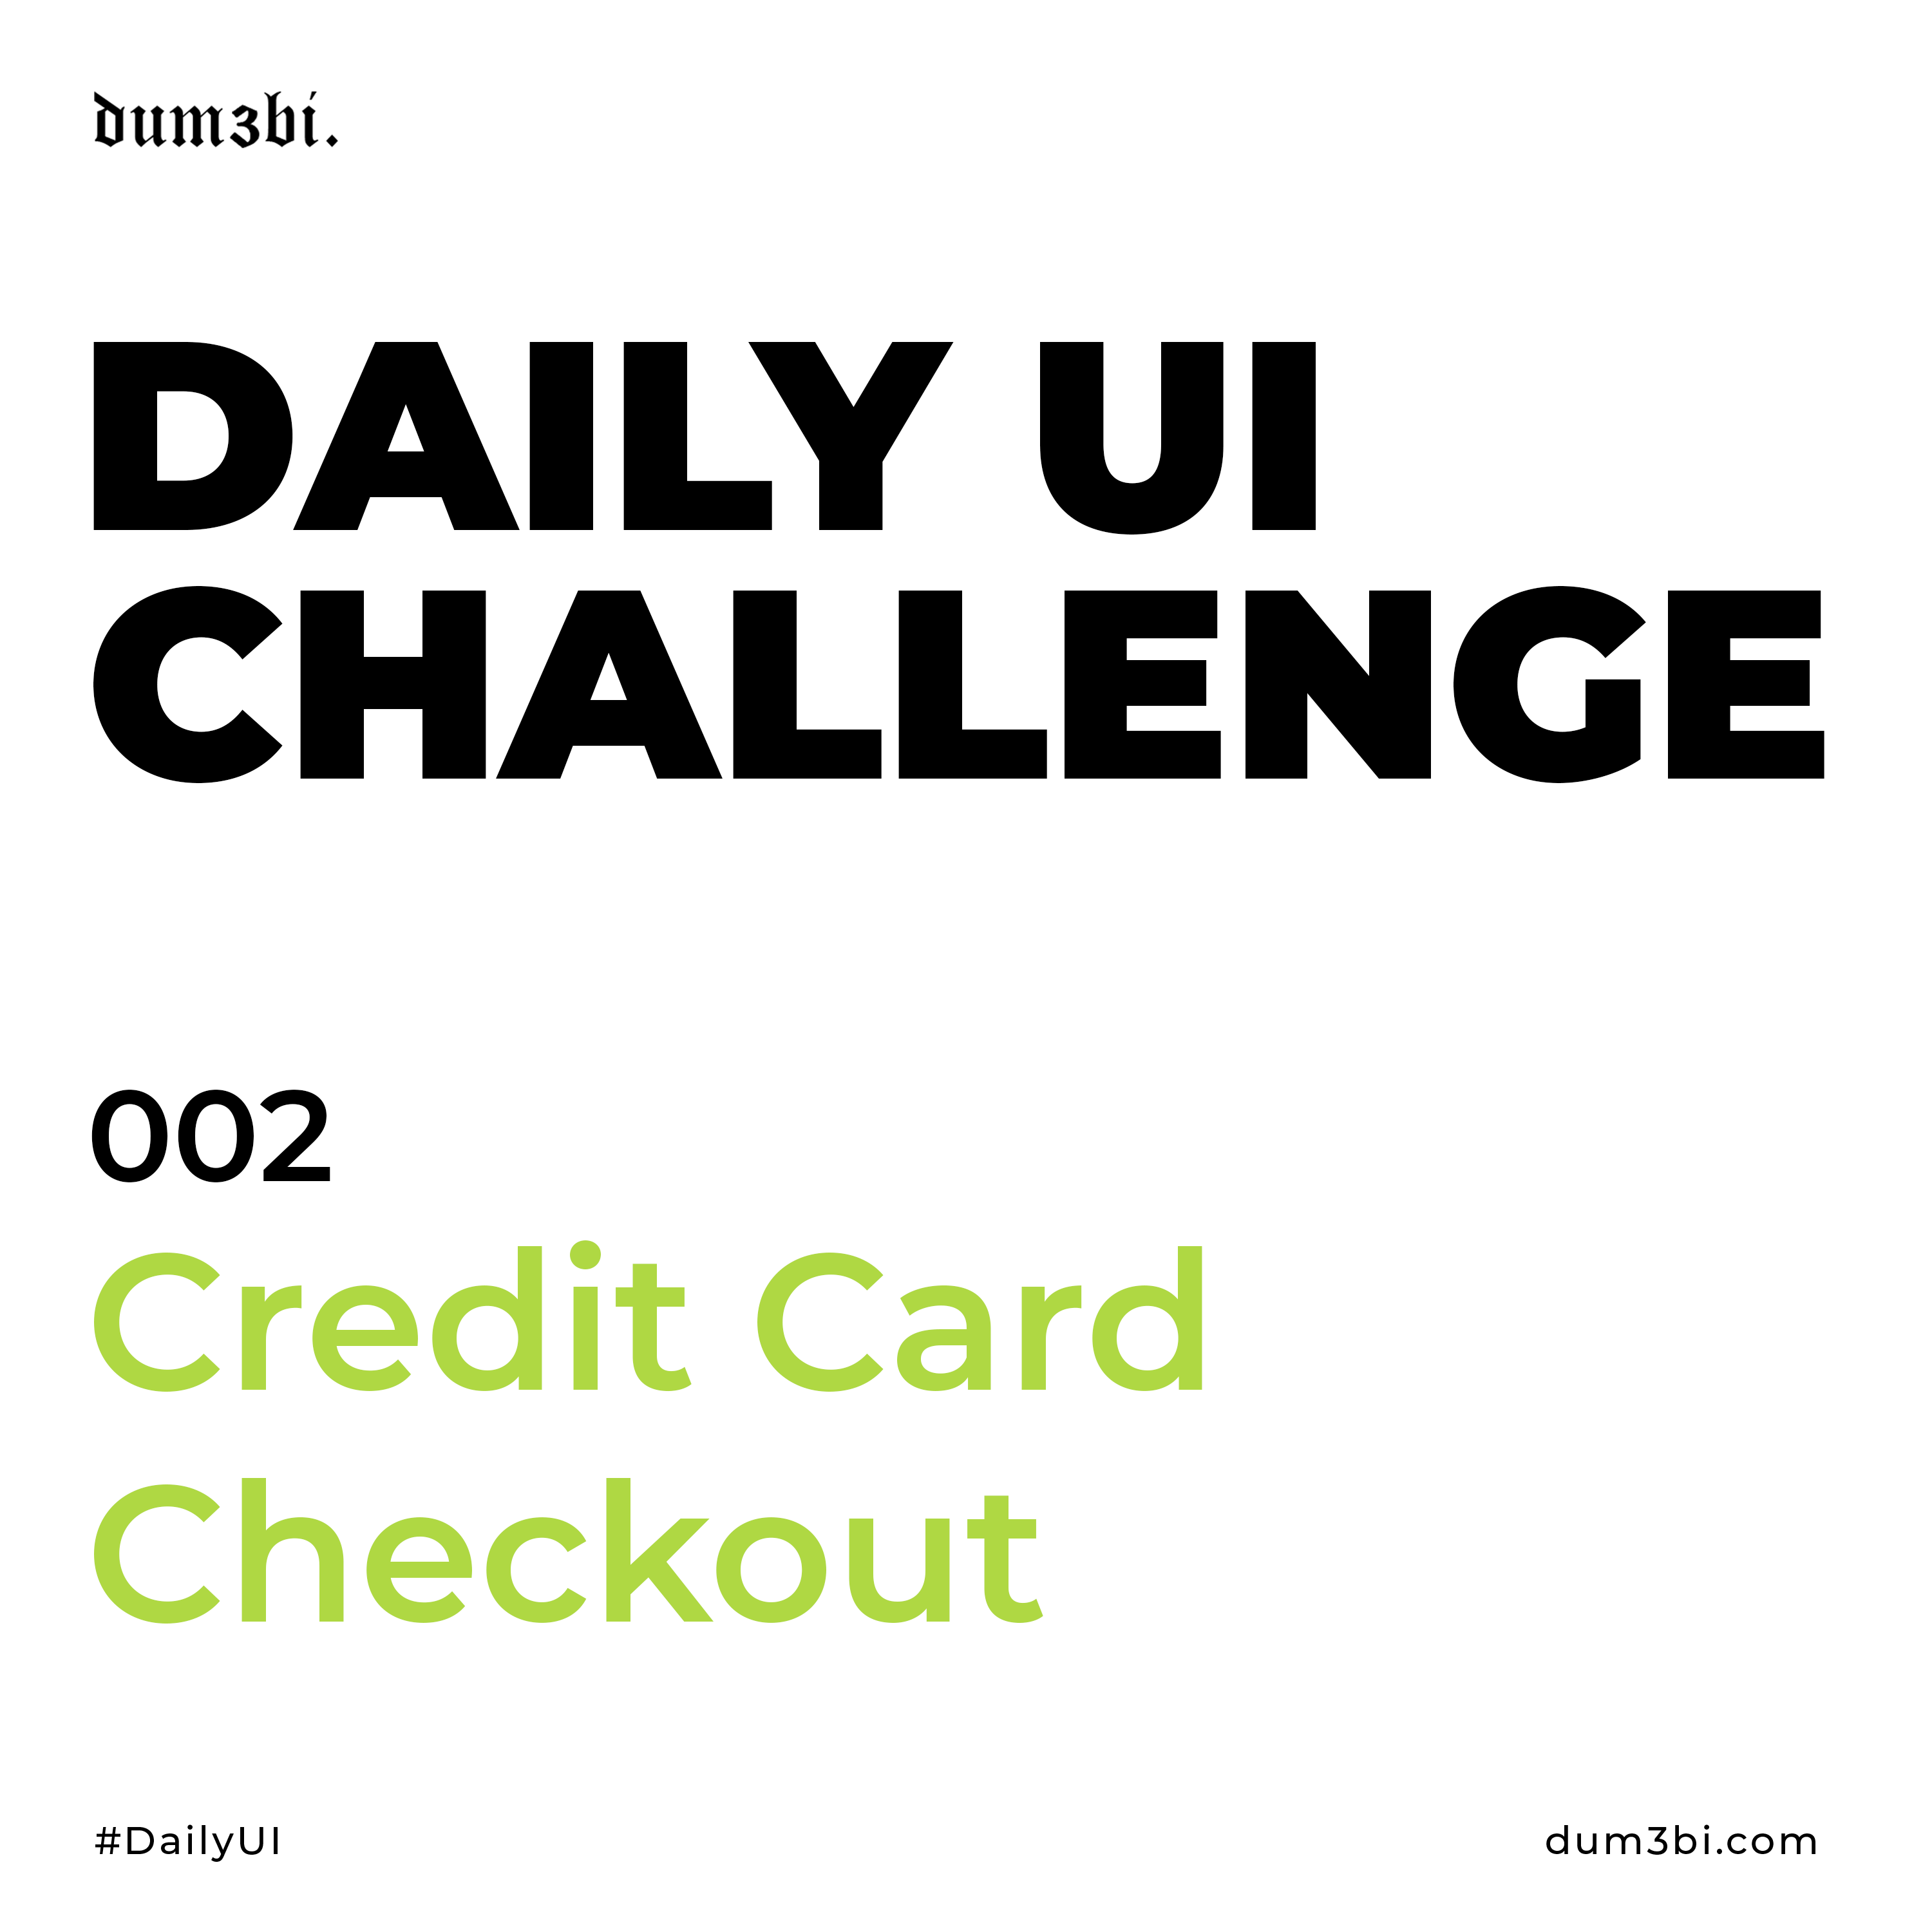 dum3bi.
DAILY UI
CHALLENGE
002
Credit Card
Checkout
#DailyUI
dum3bi.com